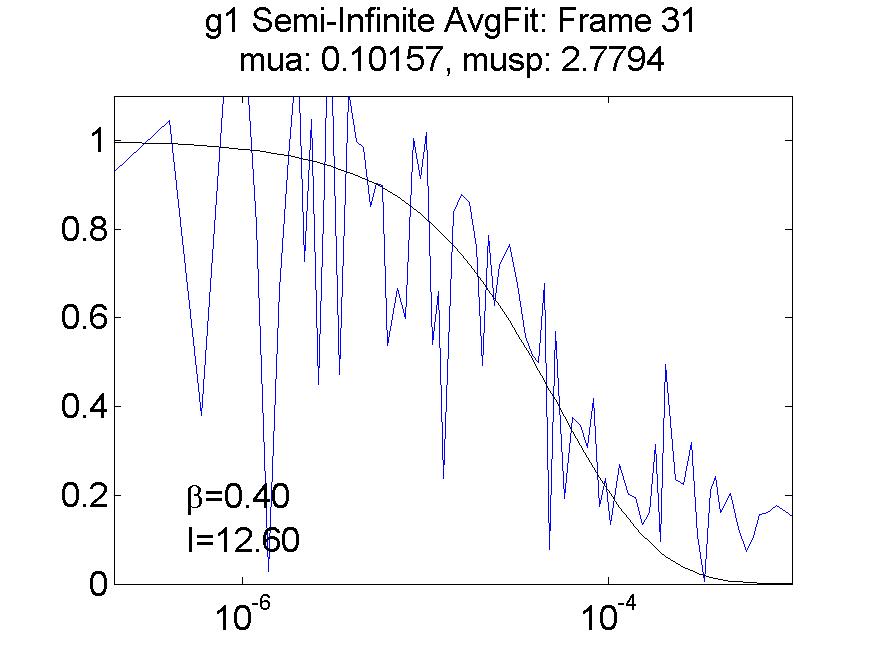 g1 Semi-Infinite AvgFit: Frame 31
mua: 0.10157, musp: 2.7794
1
0.8
0.6
0.4
0.2
0
β=0.40
I=12.60
10^-6
10^-4